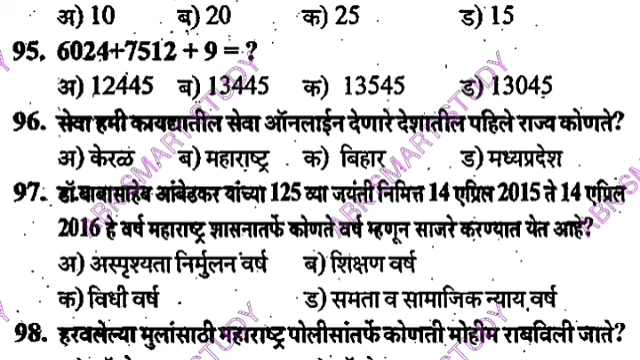 अ) 10 ब) 20 क) 25 ड) 15
95. 6024+7512 + 9 = ?
अ) 12445 ब) 13445 क) 13545 ड) 13045
96. सेवा हमी कायद्यातील सेवा ऑनलाईन देणारे देशातील पहिले राज्य कोणते?
अ) केरळ ब) महाराष्ट्र क) बिहार ड) मध्यप्रदेश
97. डॉ.बाबासाहेब आंबेडकर यांच्या 125 व्या जयंती निमित्त 14 एप्रिल 2015 ते 14 एप्रिल
2016 हे वर्ष महाराष्ट्र शासनातर्फे कोणते वर्ष म्हणून साजरे करण्यात येत आहे?
अ) अस्पृश्यता निर्मुलन वर्ष ब) शिक्षण वर्ष
क) विधी वर्ष ड) समता व सामाजिक न्याय वर्ष
98. हरवलेल्या मुलांसाठी महाराष्ट्र पोलीसांतर्फे कोणती मोहीम राबविली जाते?